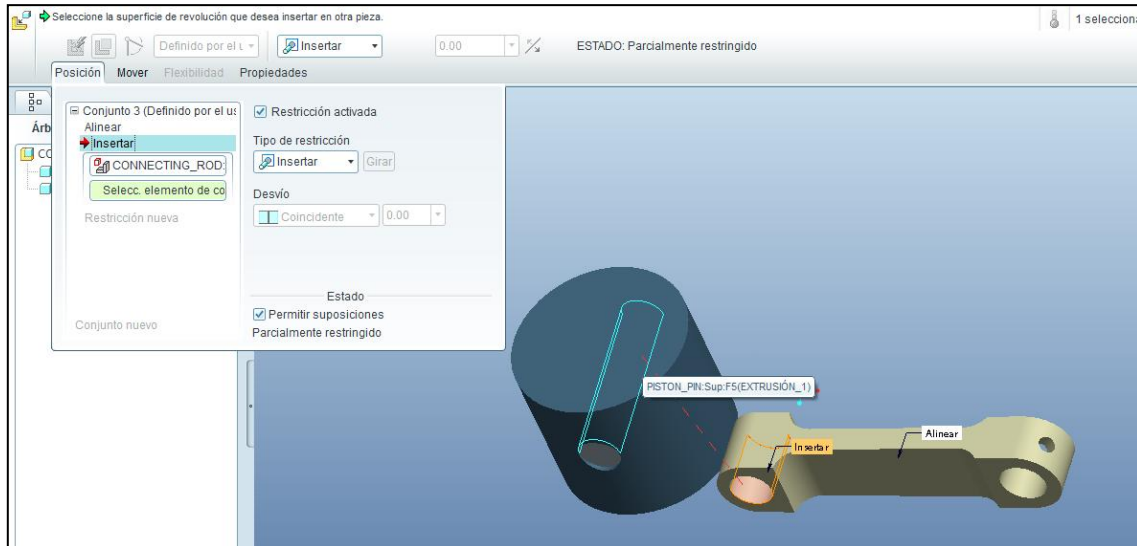 Seleccione la superficie de revolución que desea insertar en otra pieza.
1 selecciona
Definido por el u
Insertar
0.00
ESTADO: Parcialmente restringido
Posición Mover Flexibilidad Propiedades
Árb
CO
Conjunto 3 (Definido por el us
Alinear
Insertar
CONNECTING_ROD:
Selecc. elemento de co
Restricción nueva
Conjunto nuevo
Restricción activada
Tipo de restricción
Insertar Girar
Desvío
Coincidente 0.00
Estado
Permitir suposiciones
Parcialmente restringido
PISTON_PIN:Sup:F5(EXTRUSIÓN_1)
Alinear
Insertar